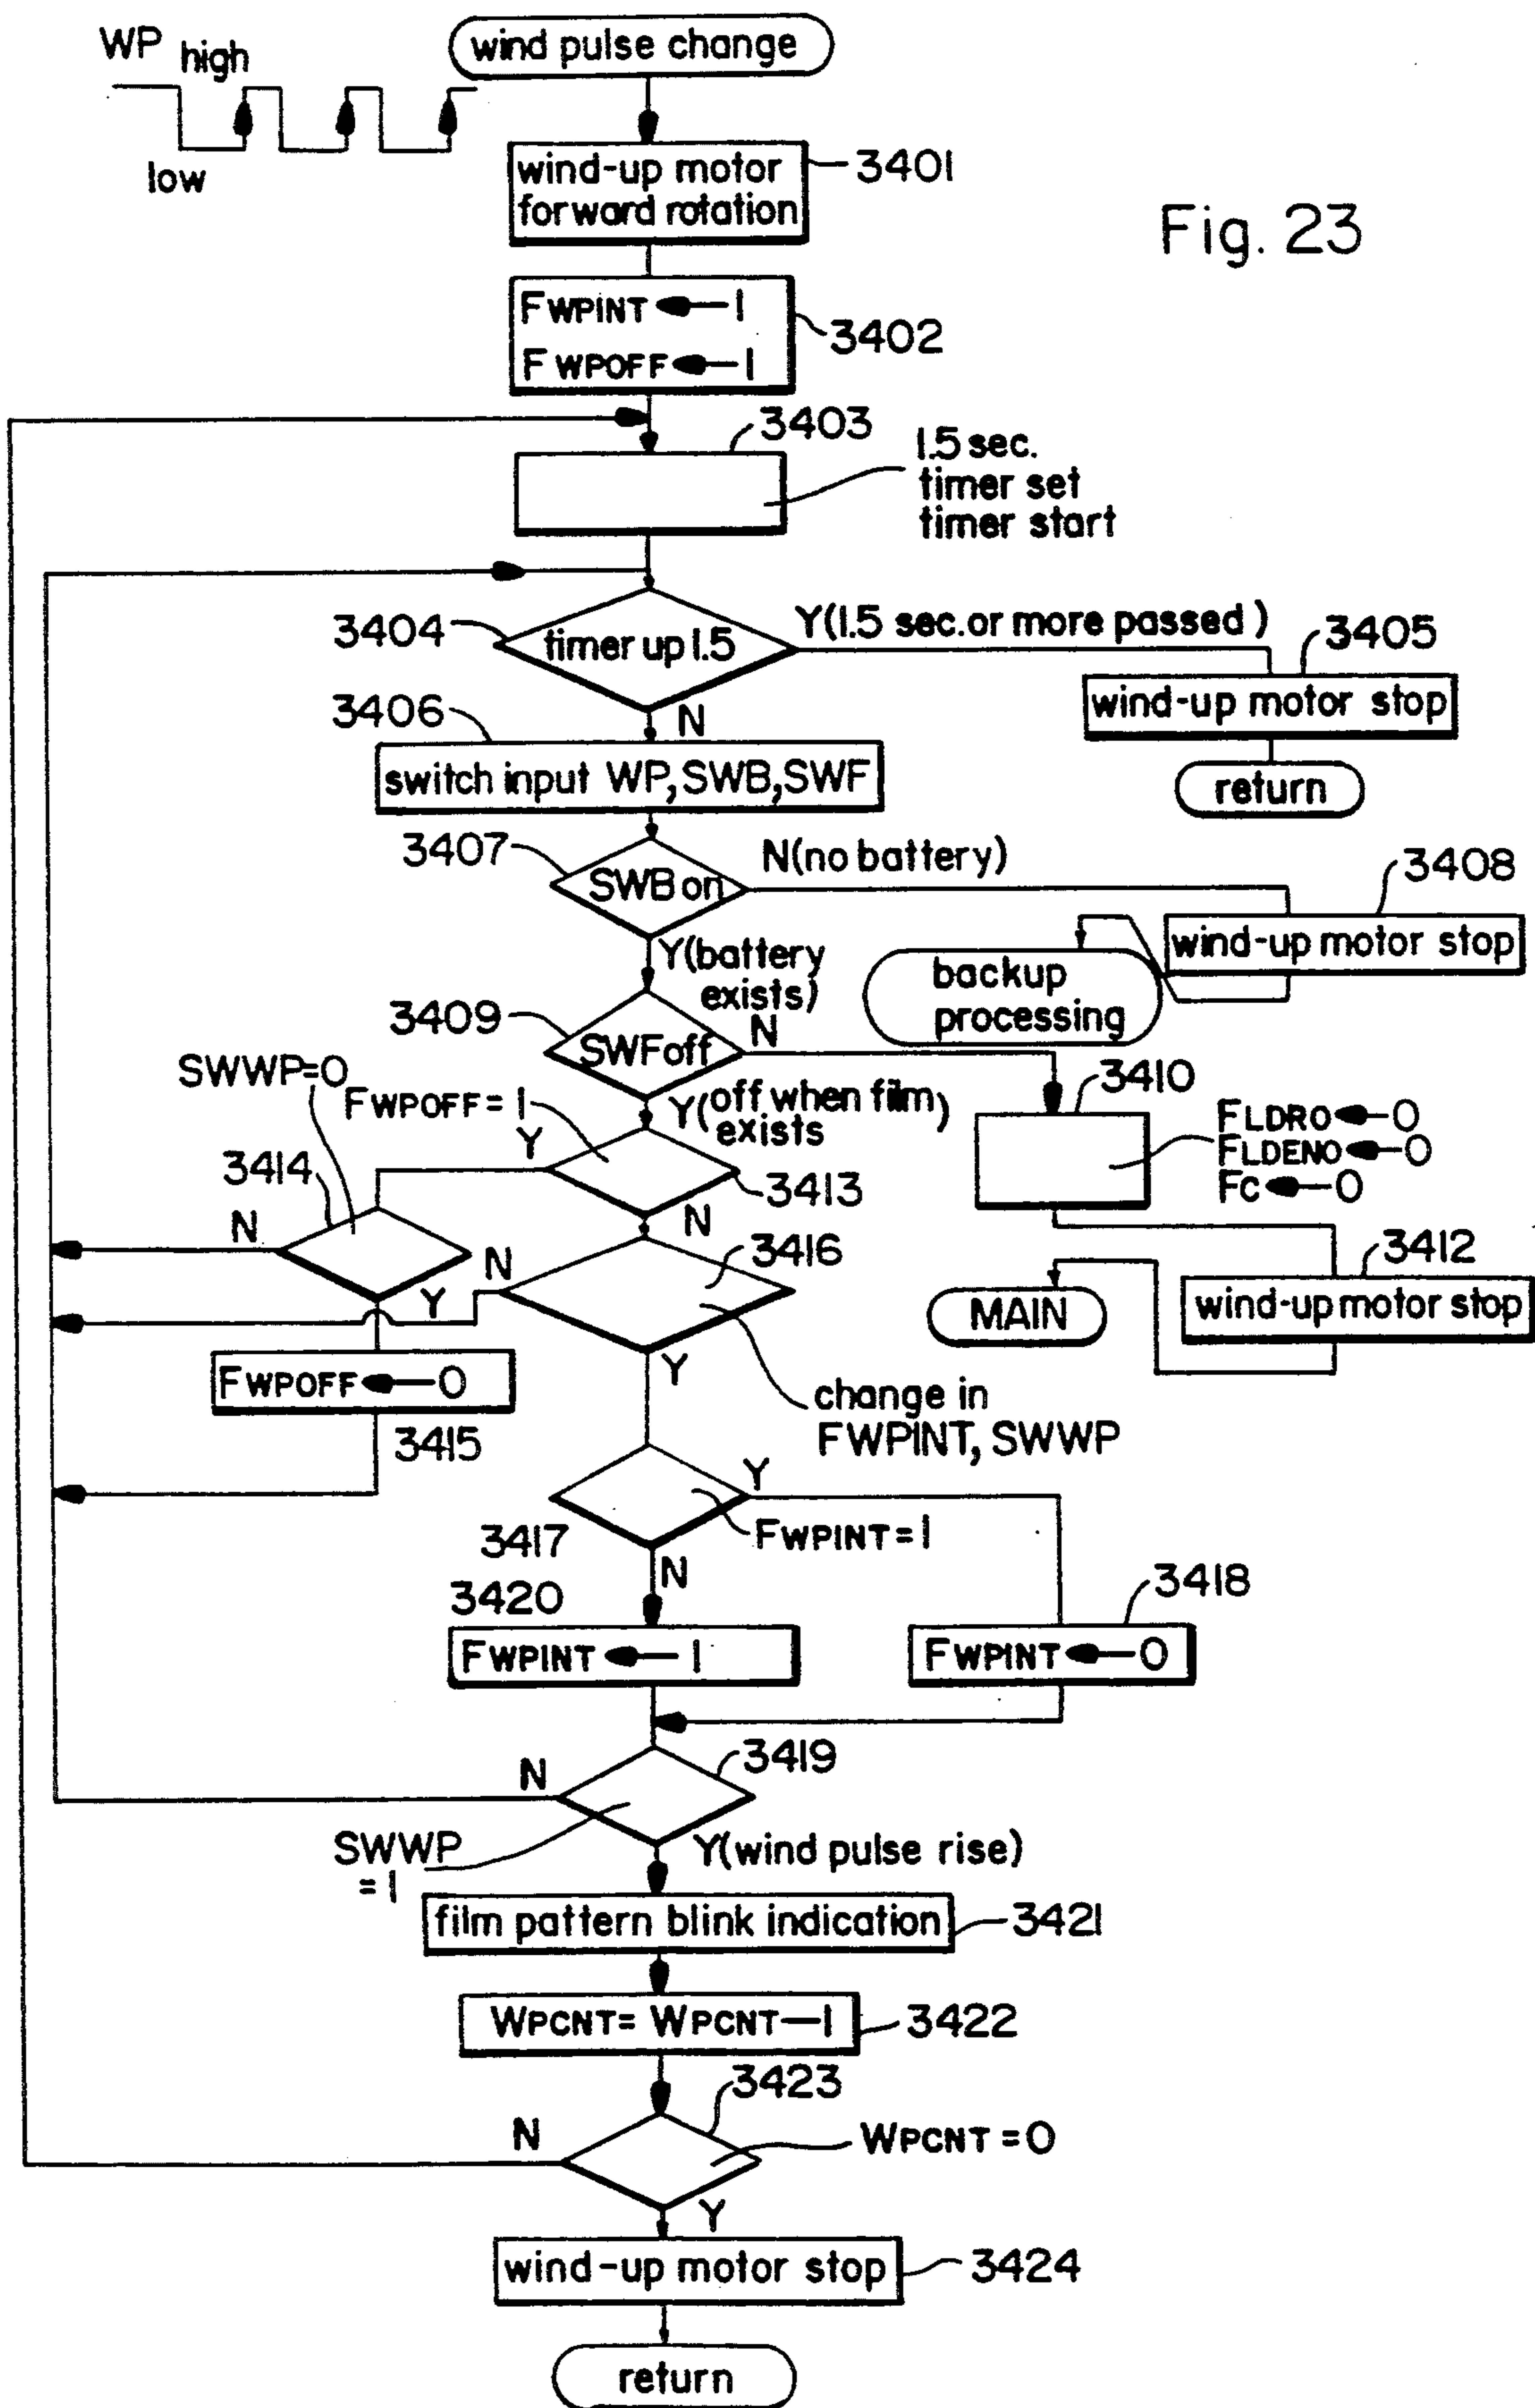 WP high
low
wind pulse change
wind-up motor
forward rotation
3401
Fig. 23
FWPINT ← 1
FWPOFF ← 1
3402
3403
1.5 sec.
timer set
timer start
3404
timer up 1.5
Y(1.5 sec. or more passed)
3405
wind-up motor stop
return
N
3406
switch input WP, SWB, SWF
3407
SWB on
N(no battery)
3408
wind-up motor stop
backup
processing
Y(battery
exists)
3409
SWF off
N
3410
FLDRO ← 0
FLDENO ← 0
FC ← 0
3412
wind-up motor stop
MAIN
Y(off when film)
exists
SWWP=0
FWPOFF = 1
Y
3413
3414
N
Y
N
3416
N
Y
change in
FWPINT, SWWP
FWPOFF ← 0
3415
3417
Y
FWPINT = 1
N
3420
FWPINT ← 1
3418
FWPINT ← 0
3419
N
SWWP
= 1
Y(wind pulse rise)
film pattern blink indication
3421
WPCNT = WPCNT—1
3422
3423
N
WPCNT = 0
Y
wind-up motor stop
3424
return